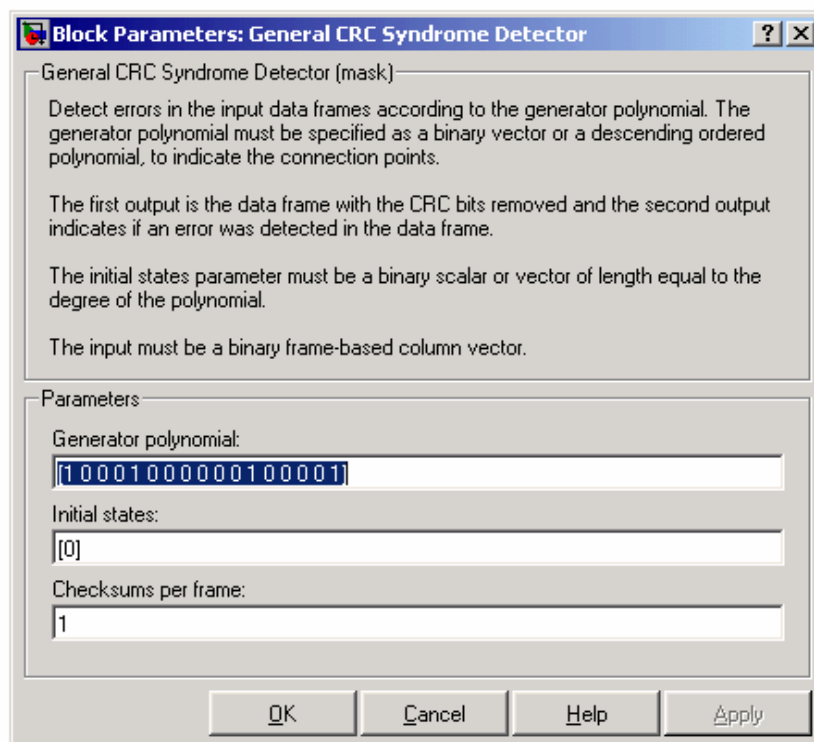 Block Parameters: General CRC Syndrome Detector
General CRC Syndrome Detector (mask)
Detect errors in the input data frames according to the generator polynomial. The
generator polynomial must be specified as a binary vector or a descending ordered
polynomial, to indicate the connection points.
The first output is the data frame with the CRC bits removed and the second output
indicates if an error was detected in the data frame.
The initial states parameter must be a binary scalar or vector of length equal to the
degree of the polynomial.
The input must be a binary frame-based column vector.
Parameters
Generator polynomial:
[1 0 0 0 1 0 0 0 0 0 0 1 0 0 0 0 1]
Initial states:
[0]
Checksums per frame:
1
OK Cancel Help Apply